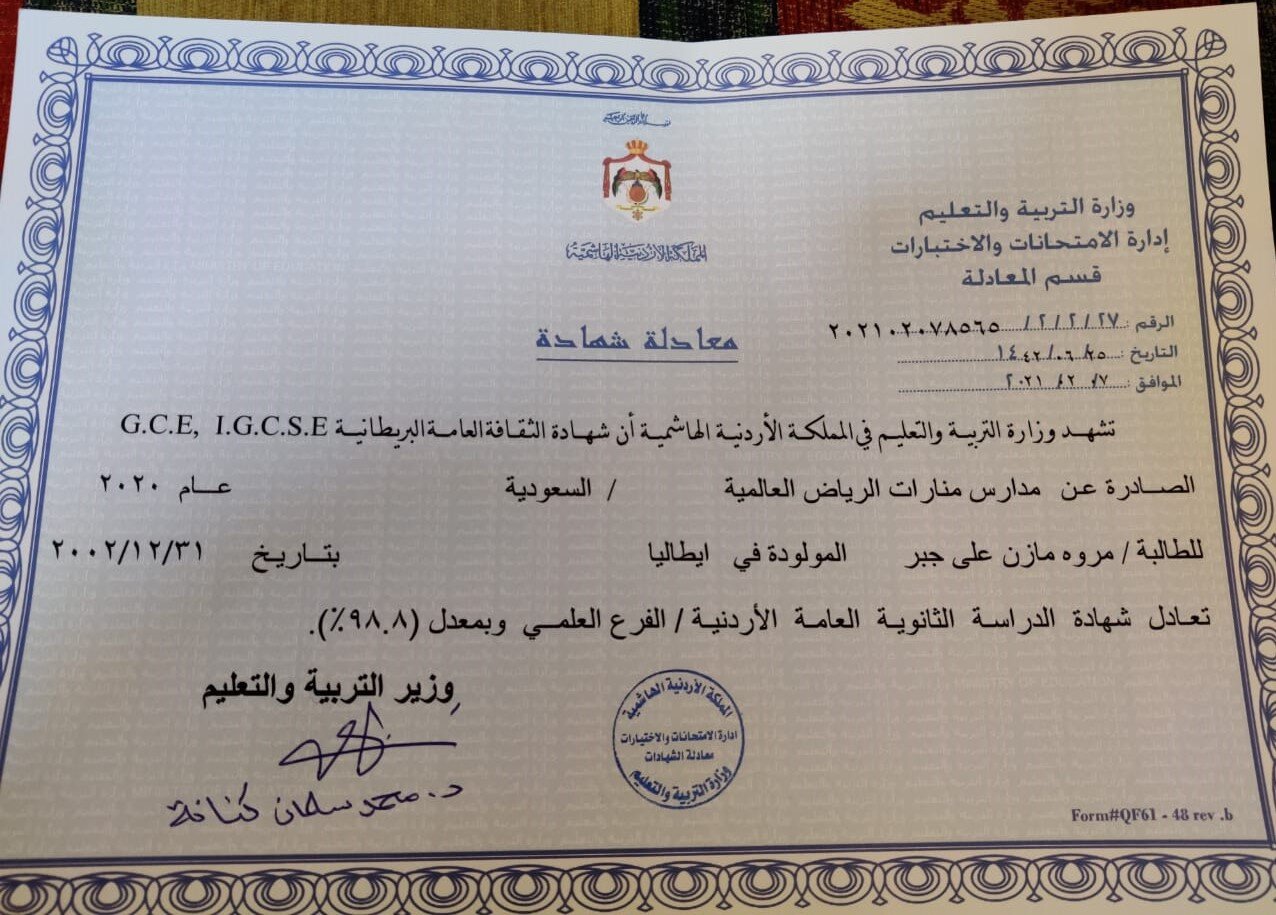 بسم الله الرحمن الرحيم
المملكة الأردنية الهاشمية
وزارة التربية والتعليم
إدارة الامتحانات والاختبارات
قسم المعادلة
الرقم : ٢٧/٢/٢/ ٢٠٢١٠٢٠٧٨٥٦٥
التاريخ : ٢٥/٠٦/١٤٤٢
الموافق : ٧/٢/٢٠٢١
معادلة شهادة
تشهد وزارة التربية والتعليم في المملكة الأردنية الهاشمية أن شهادة الثقافة العامة البريطانية G.C.E, I.G.C.S.E
الصادرة عن مدارس منارات الرياض العالمية / السعودية عام ٢٠٢٠
للطالبة / مروه مازن على جبر المولودة في ايطاليا بتاريخ ٢٠٠٢/١٢/٣١
تعادل شهادة الدراسة الثانوية العامة الأردنية / الفرع العلمي وبمعدل (٩٨.٨٪).
وزير التربية والتعليم
د. محمد سلمان كنانة
المملكة الأردنية الهاشمية
ادارة الامتحانات والاختبارات
معادلة الشهادات
وزارة التربية والتعليم
Form#QF61 - 48 rev .b